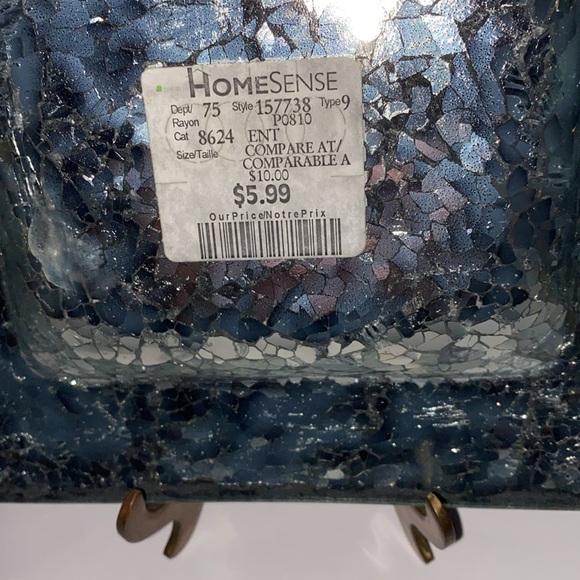 HOMESENSE
Dept/ 75 Style 157738 Type 9
Rayon P0810
Cat 8624 ENT
Size/Taille COMPARE AT/
COMPARABLE A
$10.00
$5.99
OurPrice/NotrePrix